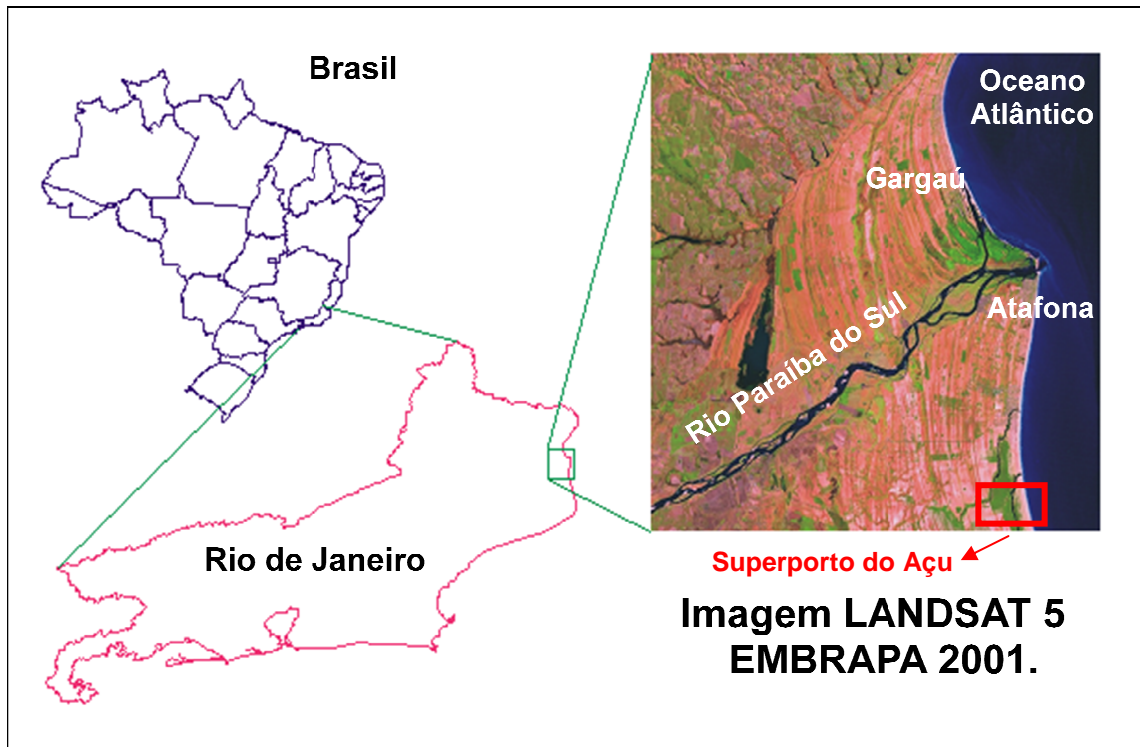 Brasil
Oceano
Atlântico
Gargaú
Atafona
Rio Paraíba do Sul
Rio de Janeiro
Superporto do Açu
Imagem LANDSAT 5
EMBRAPA 2001.